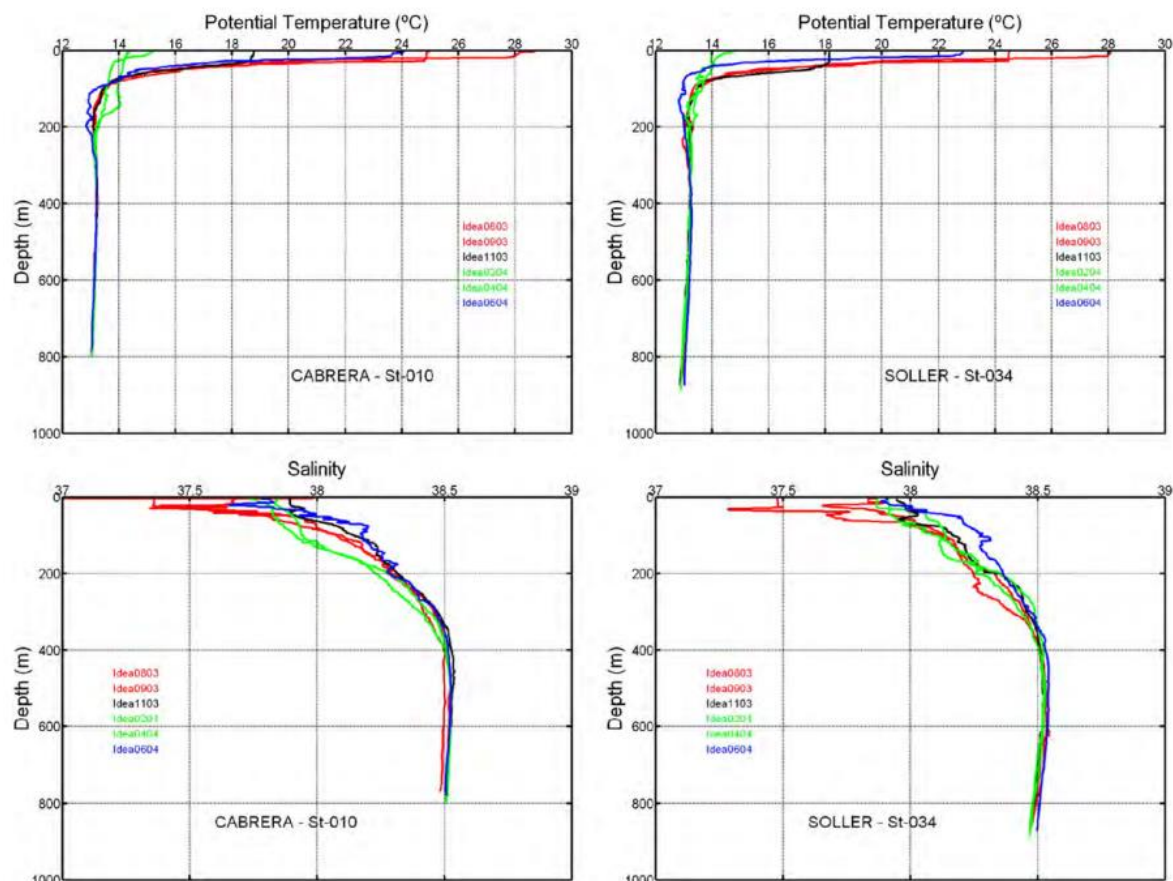 Potential Temperature (ºC)
12 14 16 18 20 22 24 26 28 30
0
200
400
600
800
1000
Depth (m)
Idea0903
Idea1103
Idea0204
Idea0404
Idea0604
CABRERA - St-010
Potential Temperature (ºC)
12 14 16 18 20 22 24 26 28 30
0
200
400
600
800
1000
Depth (m)
Idea0803
Idea0903
Idea1103
Idea0204
Idea0404
Idea0604
SOLLER - St-034
Salinity
37 37.5 38 38.5 39
0
200
400
600
800
1000
Depth (m)
Idea0803
Idea0903
Idea1103
Idea0404
Idea0604
CABRERA - St-010
Salinity
37 37.5 38 38.5 39
0
200
400
600
800
1000
Depth (m)
Idea0803
Idea0903
Idea1103
Idea0404
Idea0604
SOLLER - St-034